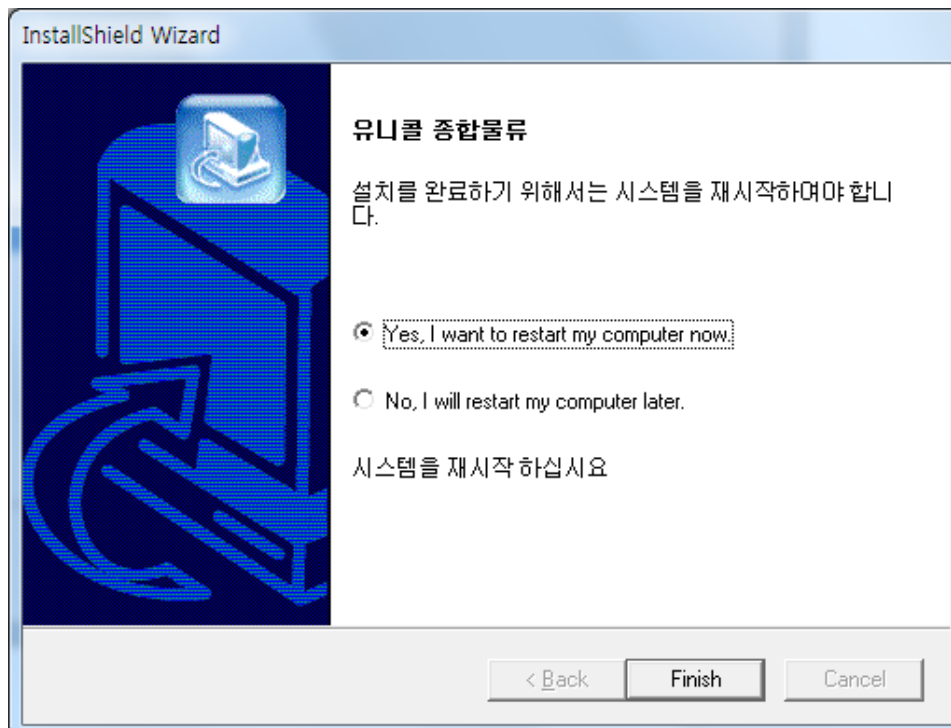 InstallShield Wizard
유니콜 종합물류
설치를 완료하기 위해서는 시스템을 재시작하여야 합니
다.
Yes, I want to restart my computer now.
No, I will restart my computer later.
시스템을 재시작 하십시요
< Back
Finish
Cancel